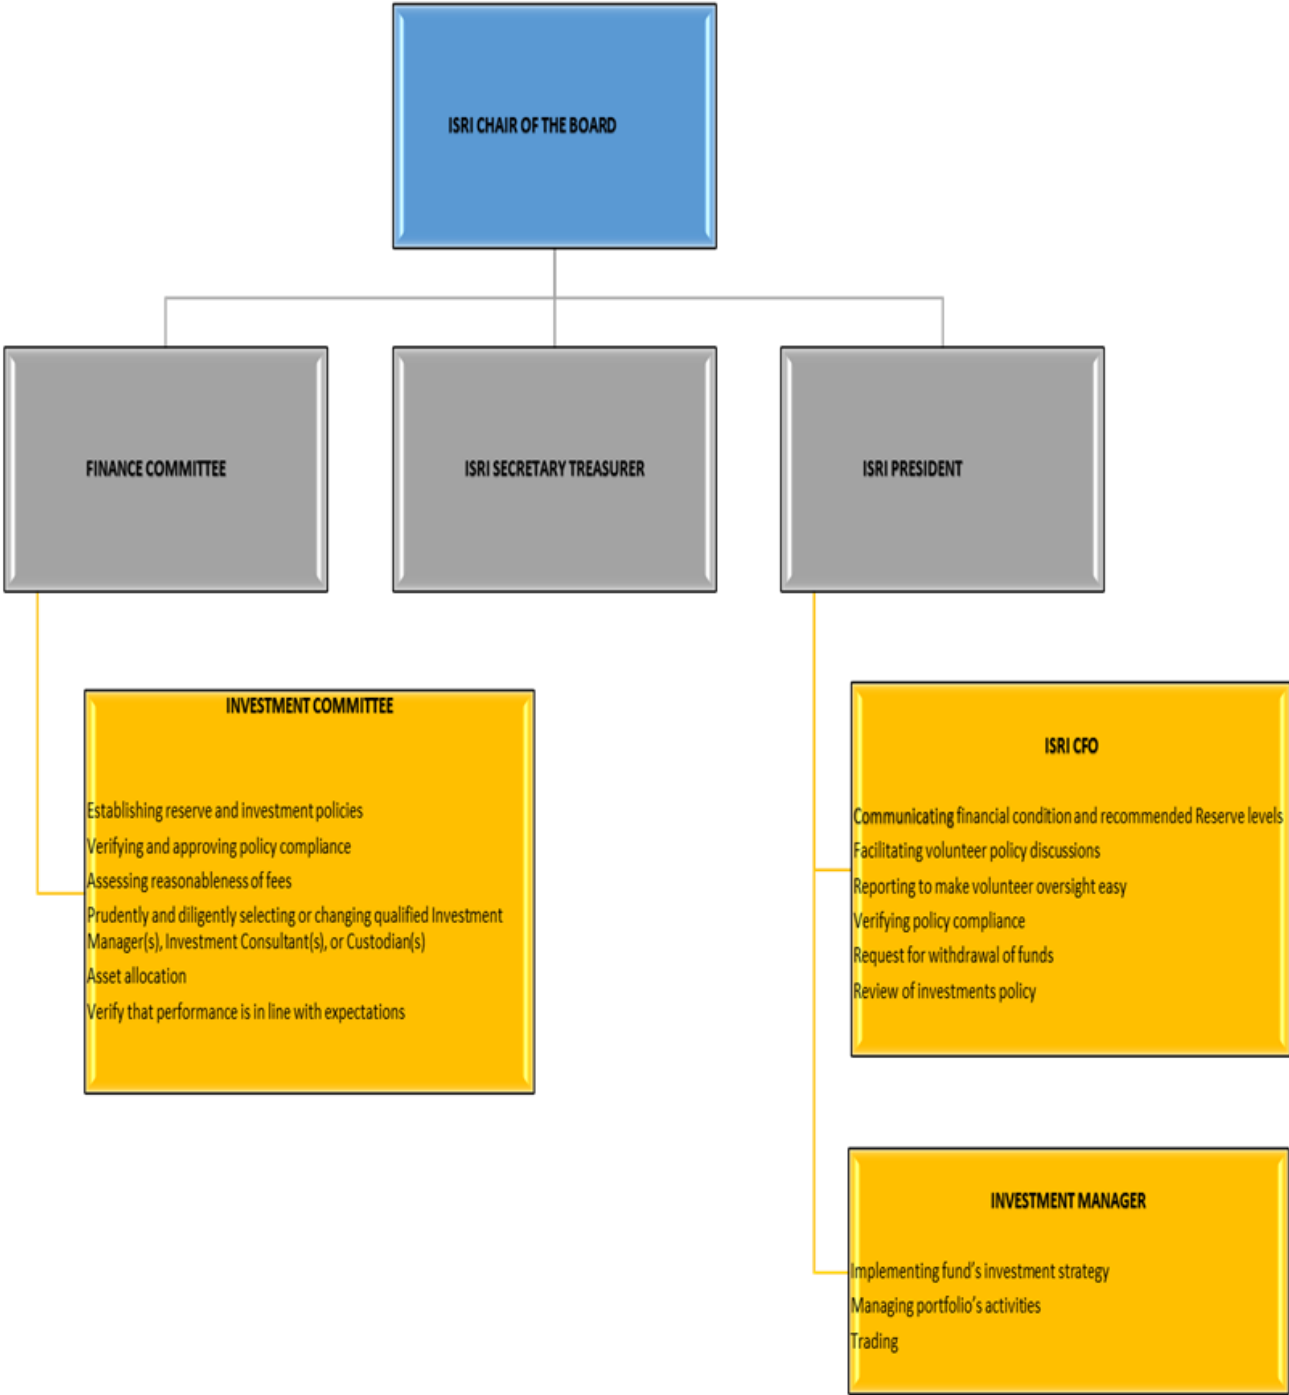 ISRI CHAIR OF THE BOARD
FINANCE COMMITTEE
ISRI SECRETARY TREASURER
ISRI PRESIDENT
INVESTMENT COMMITTEE
Establishing reserve and investment policies
Verifying and approving policy compliance
Assessing reasonableness of fees
Prudently and diligently selecting or changing qualified Investment
Manager(s), Investment Consultant(s), or Custodian(s)
Asset allocation
Verify that performance is in line with expectations
ISRI CFO
Communicating financial condition and recommended Reserve levels
Facilitating volunteer policy discussions
Reporting to make volunteer oversight easy
Verifying policy compliance
Request for withdrawal of funds
Review of investments policy
INVESTMENT MANAGER
Implementing fund's investment strategy
Managing portfolio's activities
Trading